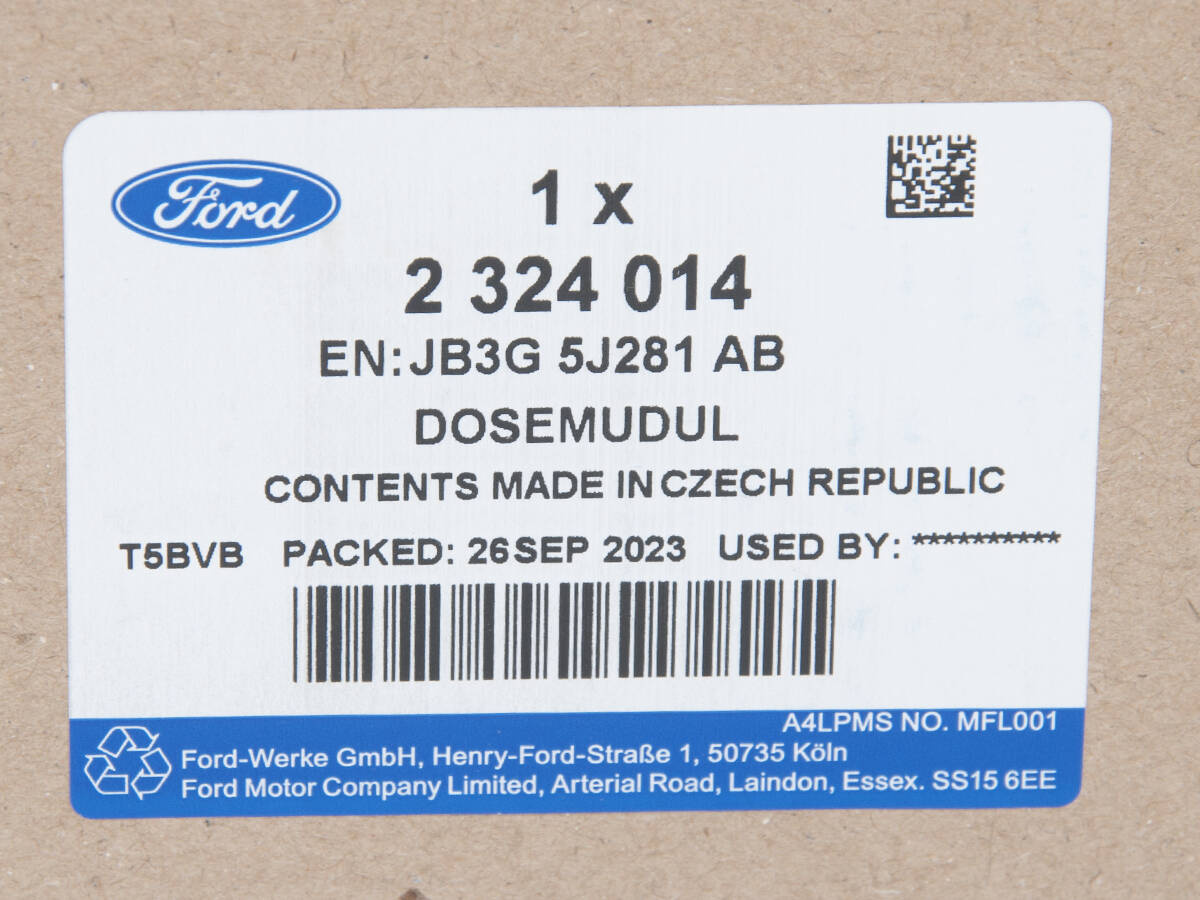 Ford
1 x
2 324 014
EN: JB3G 5J281 AB
DOSEMUDUL
CONTENTS MADE IN CZECH REPUBLIC
T5BVB PACKED: 26SEP 2023 USED BY: ***********
A4LPMS NO. MFL001
Ford-Werke GmbH, Henry-Ford-Straße 1, 50735 Köln
Ford Motor Company Limited, Arterial Road, Laindon, Essex. SS15 6EE